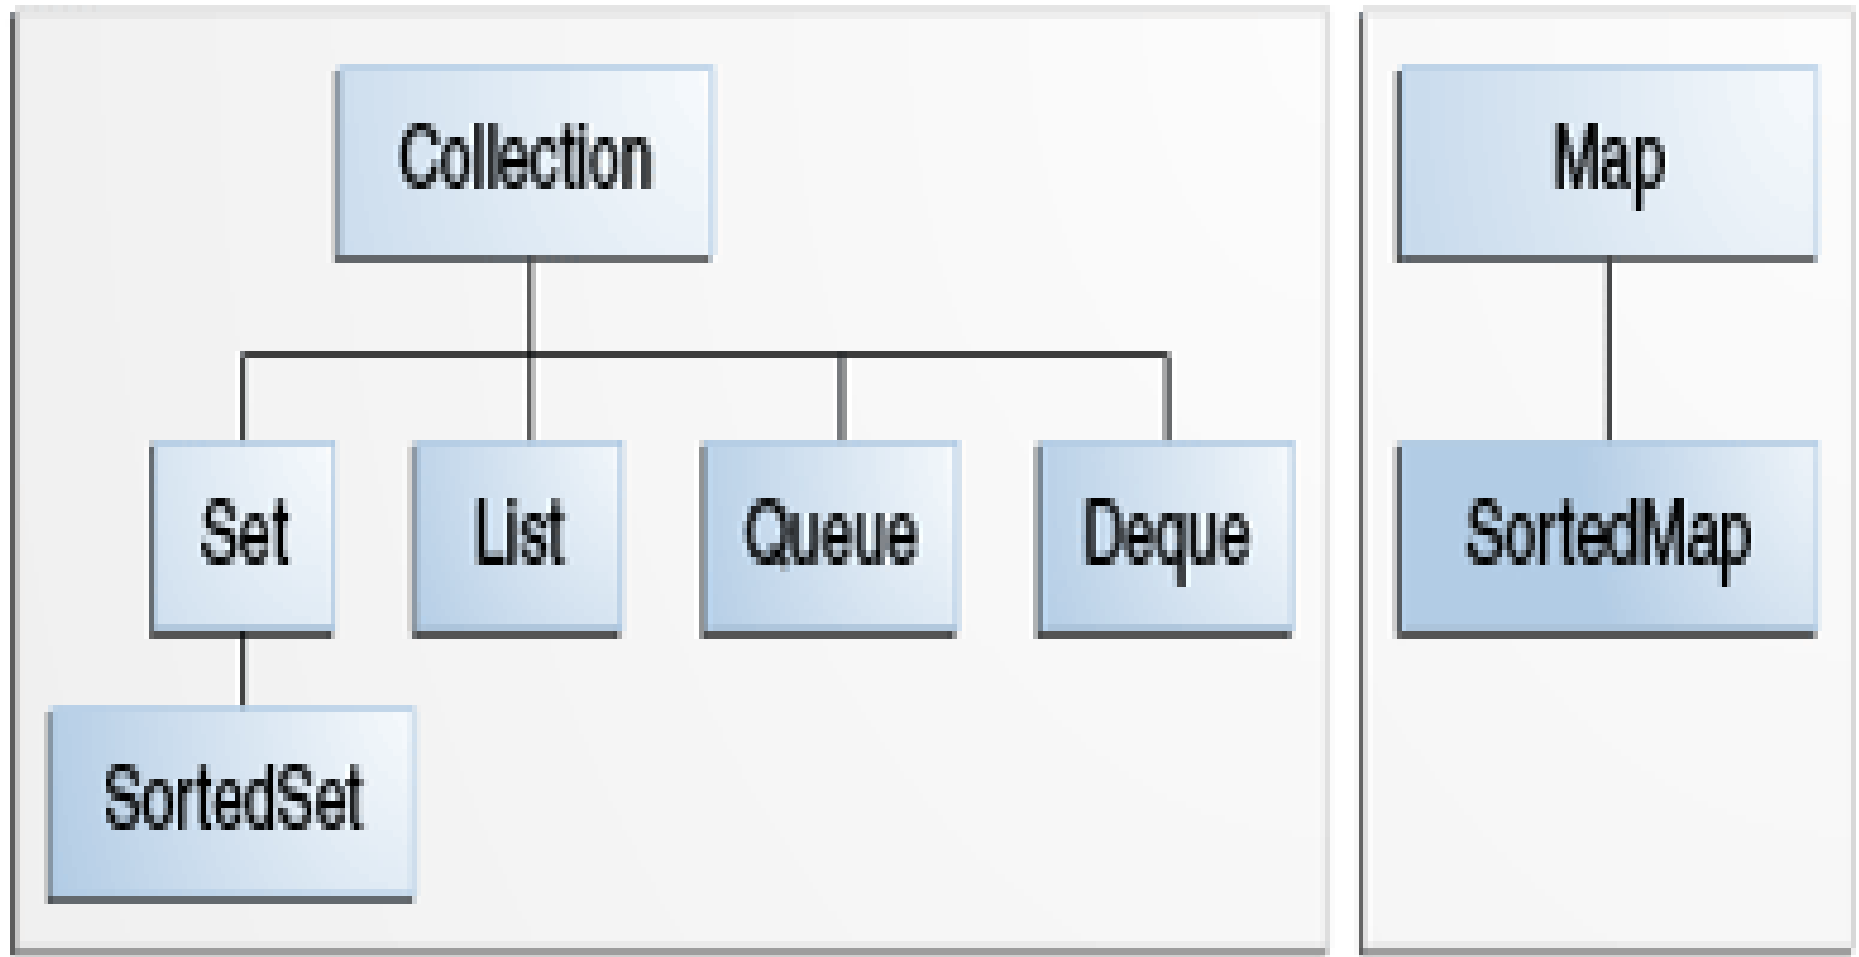 Collection
Map
Set
List
Queue
Deque
SortedMap
SortedSet